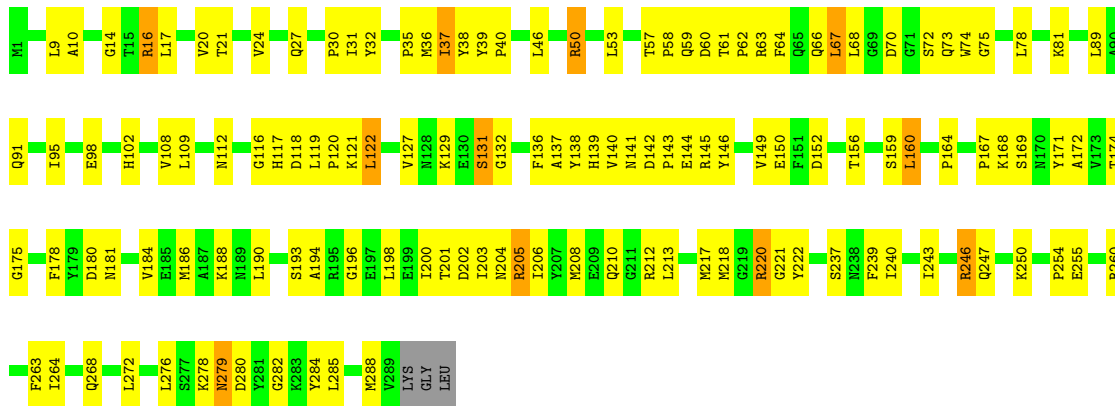 M1 L9 A10 G14 T15 R16 L17 V20 T21 V24 Q27 P30 I31 Y32 P35 M36 I37 Y38 Y39 P40 L46 R50 L53 T57 P58 Q59 D60 T61 P62 R63 F64 Q65 Q66 L67 L68 G69 D70 G71 S72 Q73 W74 G75 L78 K81 L89 A90
Q91 I95 E98 H102 V108 L109 N112 G116 H117 D118 L119 P120 K121 L122 V127 N128 K129 E130 S131 G132 F136 A137 Y138 H139 V140 N141 D142 P143 E144 R145 Y146 V149 E150 F151 D152 T156 S159 L160 P164 P167 K168 S169 N170 Y171 A172 V173 T174
G175 F178 Y179 D180 N181 V184 E185 M186 A187 K188 N189 L190 S193 A194 R195 G196 E197 L198 E199 I200 T201 D202 I203 N204 R205 I206 Y207 M208 E209 Q210 G211 R212 L213 M217 M218 G219 R220 G221 Y222 S237 N238 F239 I240 I243 R246 Q247 K250 P254 E255 R260
F263 I264 Q268 L272 L276 S277 K278 N279 D280 Y281 G282 K283 Y284 L285 M288 V289 LYS GLY LEU